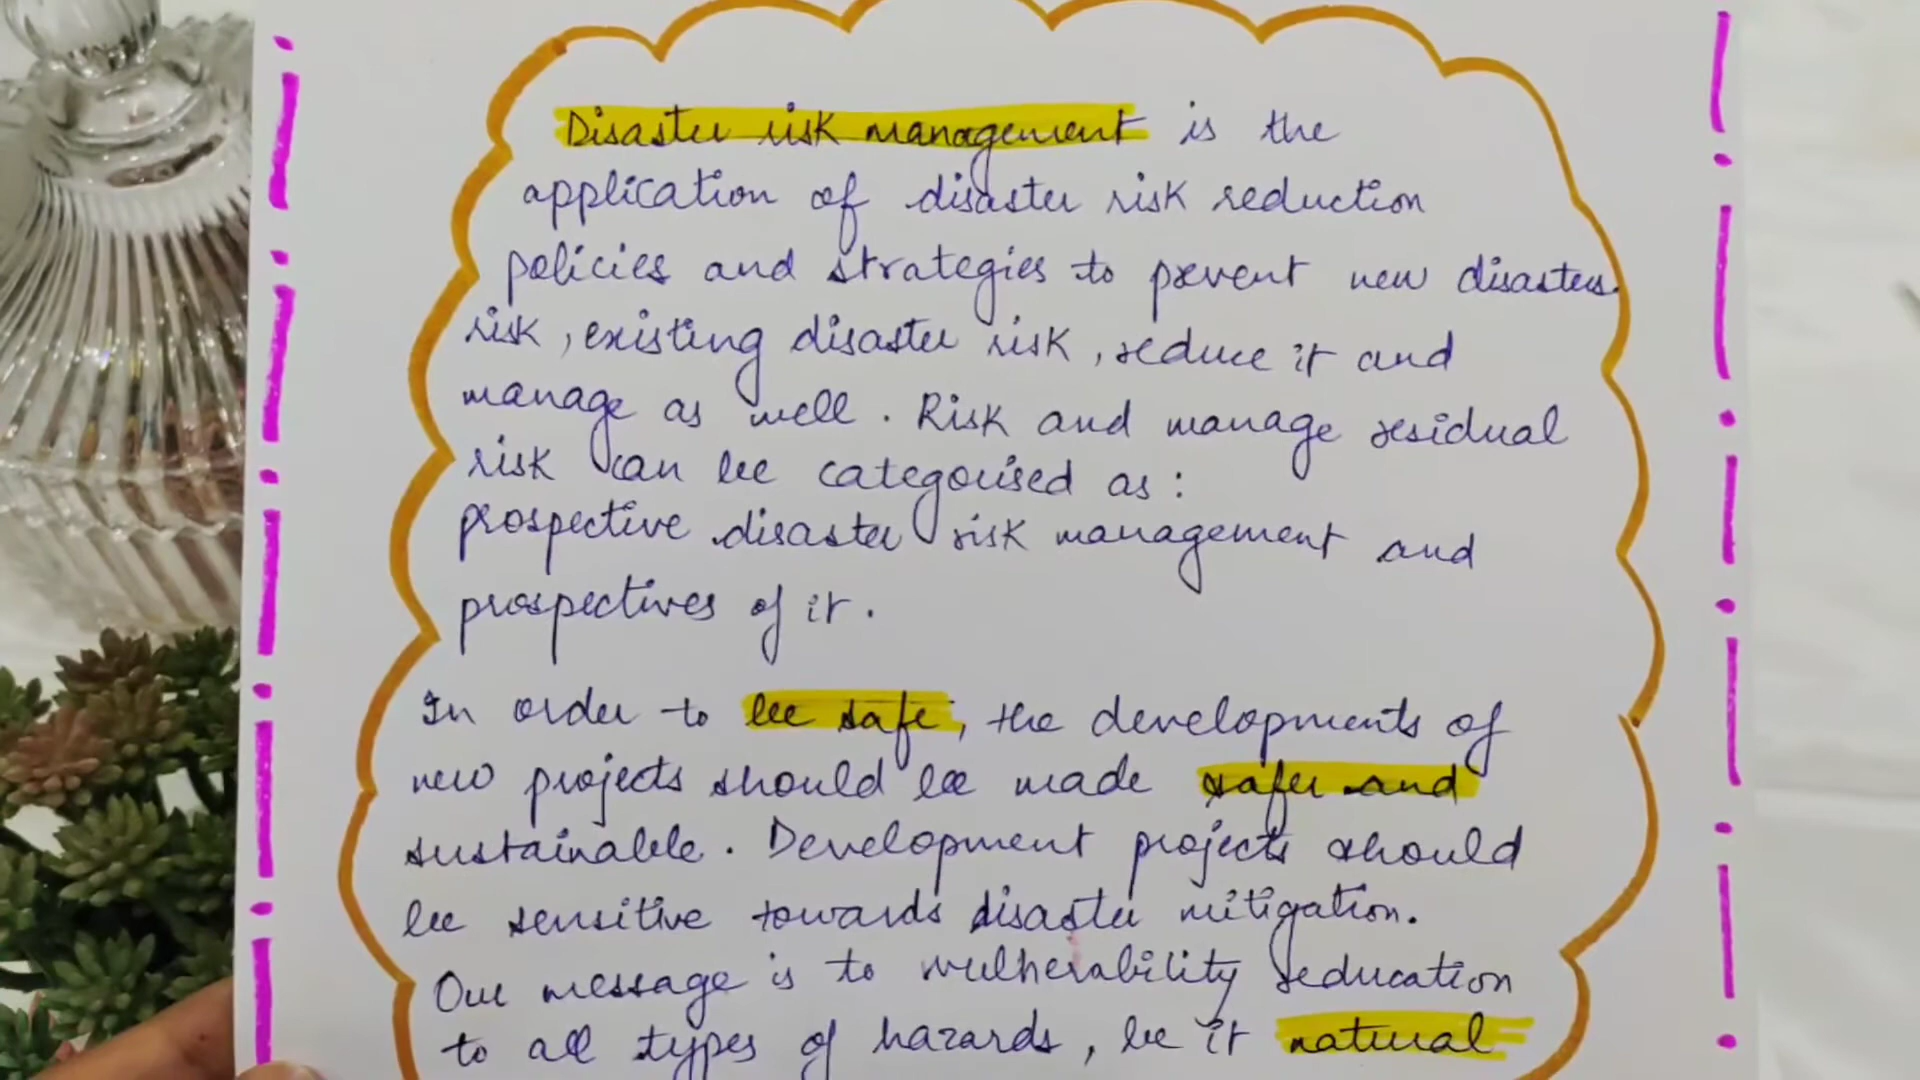 Disaster risk management is the
application of disaster risk reduction
policies and strategies to prevent new disasters
risk, existing disaster risk, reduce it and
manage as well. Risk and manage residual
risk can be categorised as:
prospective disaster risk management and
prospectives of it.
In order to be safe, the developments of
new projects should be made safer and
sustainable. Development projects should
be sensitive towards disaster mitigation.
Our message is to vulnerability reducation
to all types of hazards, be it natural